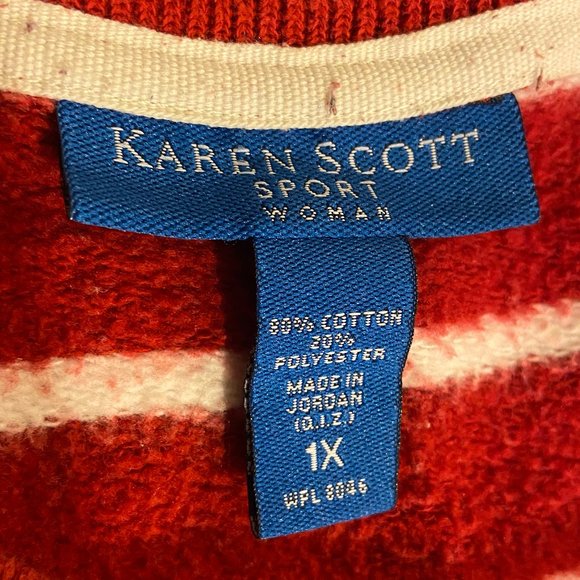 KAREN SCOTT
SPORT
WOMAN
80% COTTON
20%
POLYESTER
MADE IN
JORDAN
(Q.I.Z.)
1X
WPL 8046